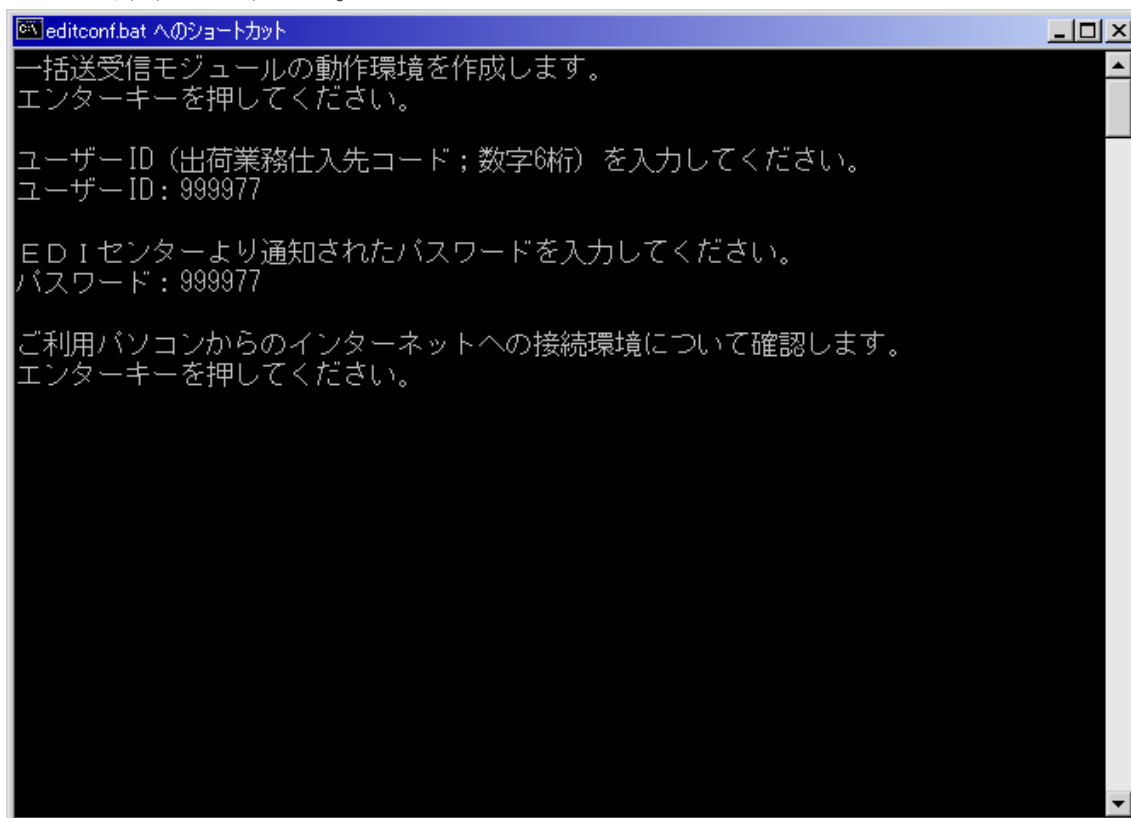 editconf.bat へのショートカット
一括送受信モジュールの動作環境を作成します。
エンターキーを押してください。
ユーザーID（出荷業務仕入先コード；数字6桁）を入力してください。
ユーザーID：999977
ＥＤＩセンターより通知されたパスワードを入力してください。
パスワード：999977
ご利用パソコンからのインターネットへの接続環境について確認します。
エンターキーを押してください。